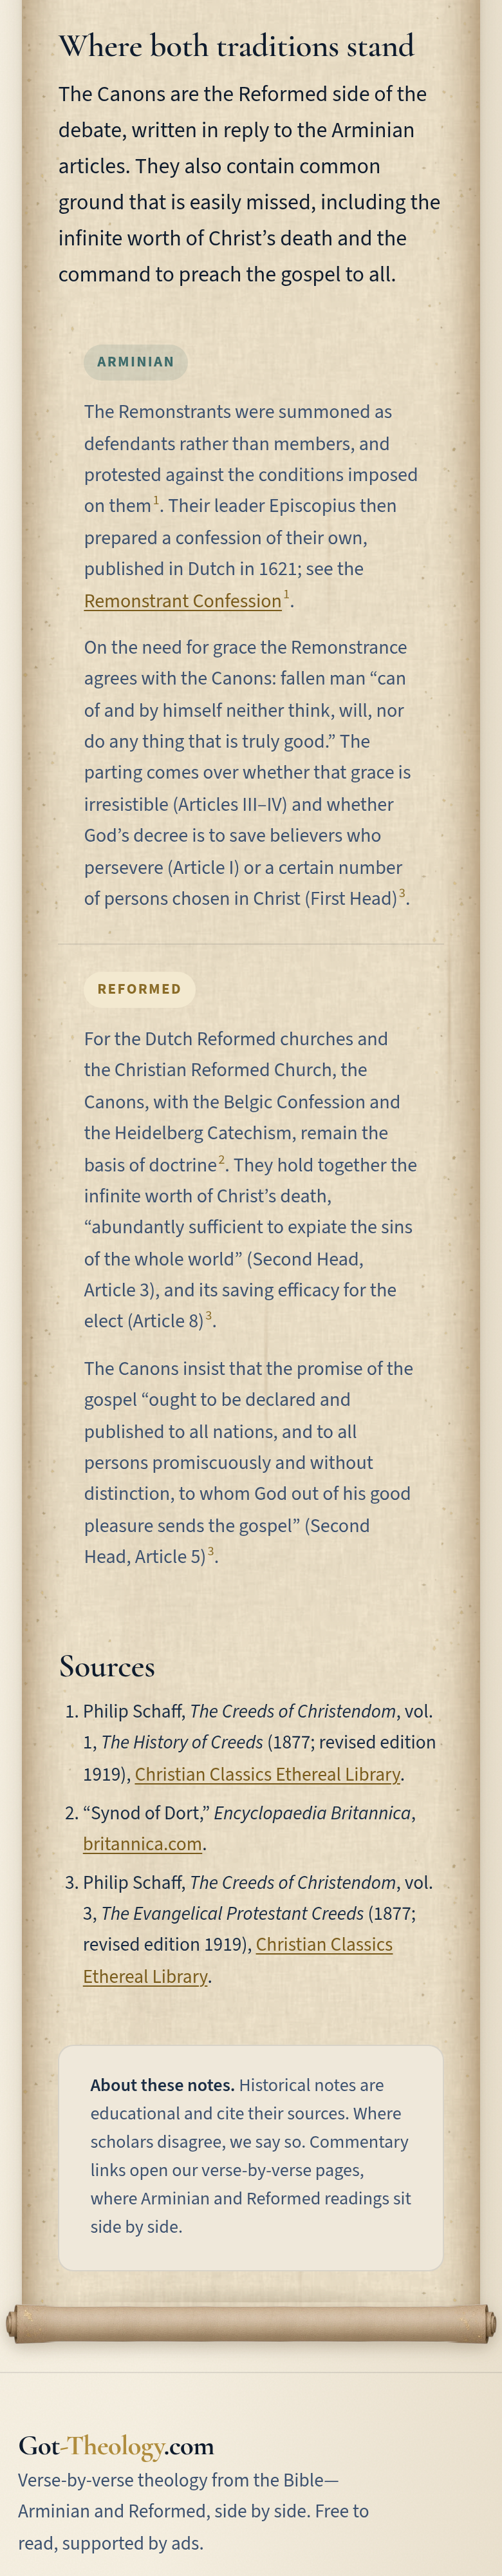 Where both traditions stand
The Canons are the Reformed side of the
debate, written in reply to the Arminian
articles. They also contain common
ground that is easily missed, including the
infinite worth of Christ’s death and the
command to preach the gospel to all.
ARMINIAN
The Remonstrants were summoned as
defendants rather than members, and
protested against the conditions imposed
on them1. Their leader Episcopius then
prepared a confession of their own,
published in Dutch in 1621; see the
Remonstrant Confession1.
On the need for grace the Remonstrance
agrees with the Canons: fallen man “can
of and by himself neither think, will, nor
do any thing that is truly good.” The
parting comes over whether that grace is
irresistible (Articles III–IV) and whether
God’s decree is to save believers who
persevere (Article I) or a certain number
of persons chosen in Christ (First Head)3.
REFORMED
For the Dutch Reformed churches and
the Christian Reformed Church, the
Canons, with the Belgic Confession and
the Heidelberg Catechism, remain the
basis of doctrine2. They hold together the
infinite worth of Christ’s death,
“abundantly sufficient to expiate the sins
of the whole world” (Second Head,
Article 3), and its saving efficacy for the
elect (Article 8)3.
The Canons insist that the promise of the
gospel “ought to be declared and
published to all nations, and to all
persons promiscuously and without
distinction, to whom God out of his good
pleasure sends the gospel” (Second
Head, Article 5)3.
Sources
1. Philip Schaff, The Creeds of Christendom, vol.
1, The History of Creeds (1877; revised edition
1919), Christian Classics Ethereal Library.
2. “Synod of Dort,” Encyclopaedia Britannica,
britannica.com.
3. Philip Schaff, The Creeds of Christendom, vol.
3, The Evangelical Protestant Creeds (1877;
revised edition 1919), Christian Classics
Ethereal Library.
About these notes. Historical notes are
educational and cite their sources. Where
scholars disagree, we say so. Commentary
links open our verse-by-verse pages,
where Arminian and Reformed readings sit
side by side.
Got-Theology.com
Verse-by-verse theology from the Bible—
Arminian and Reformed, side by side. Free to
read, supported by ads.